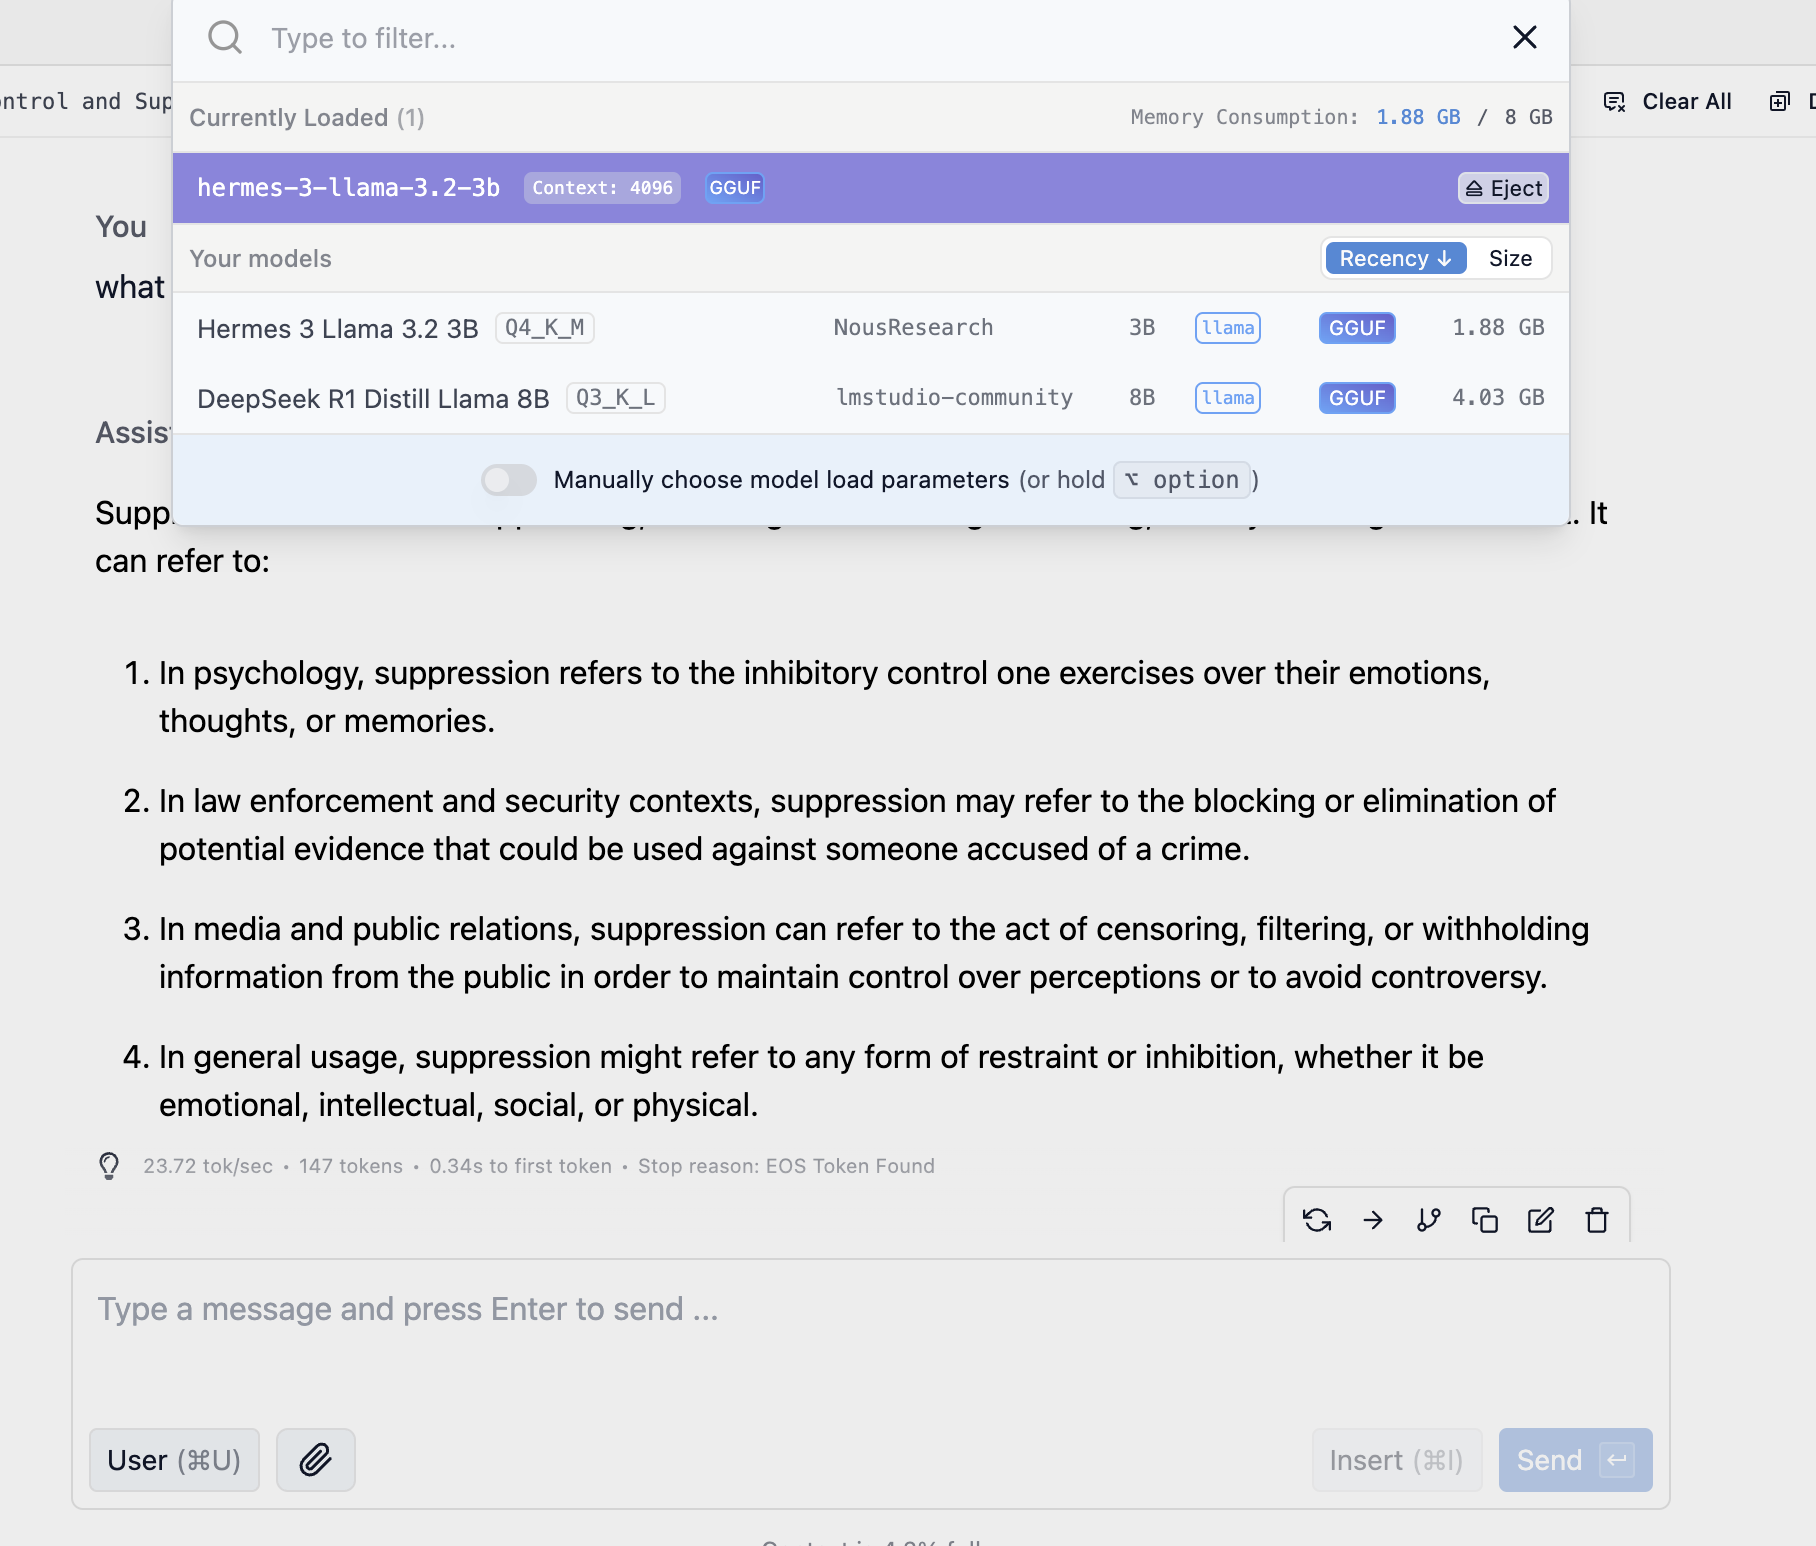 Type to filter...
ontrol and Sup
Clear All
Currently Loaded (1)
Memory Consumption: 1.88 GB / 8 GB
hermes-3-llama-3.2-3b
Context: 4096
GGUF
Eject
You
Your models
Recency ↓
Size
what
Hermes 3 Llama 3.2 3B
Q4_K_M
NousResearch
3B
llama
GGUF
1.88 GB
DeepSeek R1 Distill Llama 8B
Q3_K_L
lmstudio-community
8B
llama
GGUF
4.03 GB
Assis
Manually choose model load parameters (or hold ⌥ option)
Supp
. It
can refer to:
1. In psychology, suppression refers to the inhibitory control one exercises over their emotions,
thoughts, or memories.
2. In law enforcement and security contexts, suppression may refer to the blocking or elimination of
potential evidence that could be used against someone accused of a crime.
3. In media and public relations, suppression can refer to the act of censoring, filtering, or withholding
information from the public in order to maintain control over perceptions or to avoid controversy.
4. In general usage, suppression might refer to any form of restraint or inhibition, whether it be
emotional, intellectual, social, or physical.
23.72 tok/sec • 147 tokens • 0.34s to first token • Stop reason: EOS Token Found
Type a message and press Enter to send ...
User (⌘U)
Insert (⌘I)
Send ↵